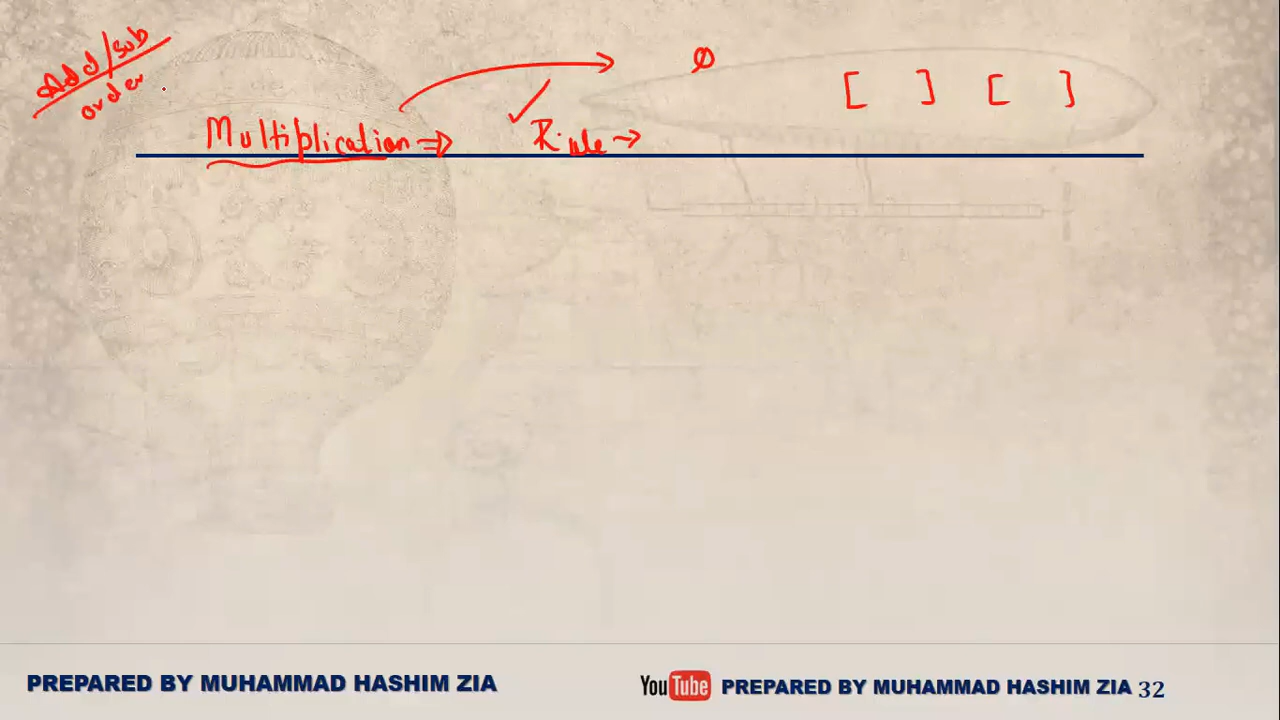 Add/Sub
order
Multiplication ⇒ Rule →
[ ] [ ]
PREPARED BY MUHAMMAD HASHIM ZIA
YouTube PREPARED BY MUHAMMAD HASHIM ZIA 32